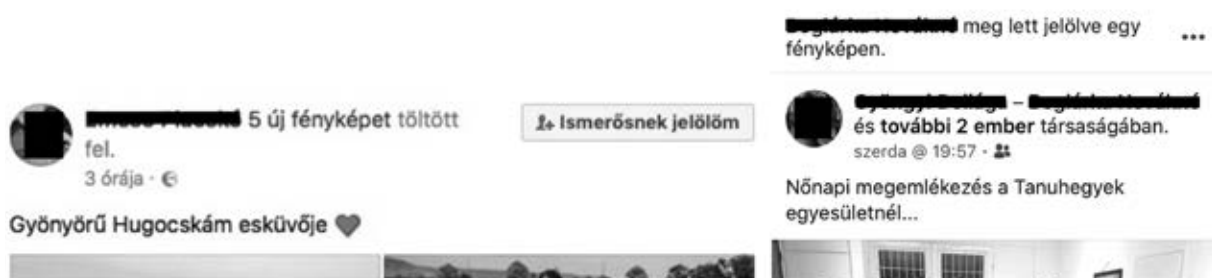 5 új fényképet töltött
fel.
3 órája ·
Ismerősnek jelölöm
Gyönyörű Hugocskám esküvője
meg lett jelölve egy
fényképen.
–
és további 2 ember társaságában.
szerda @ 19:57 ·
Nőnapi megemlékezés a Tanuhegyek
egyesületnél...